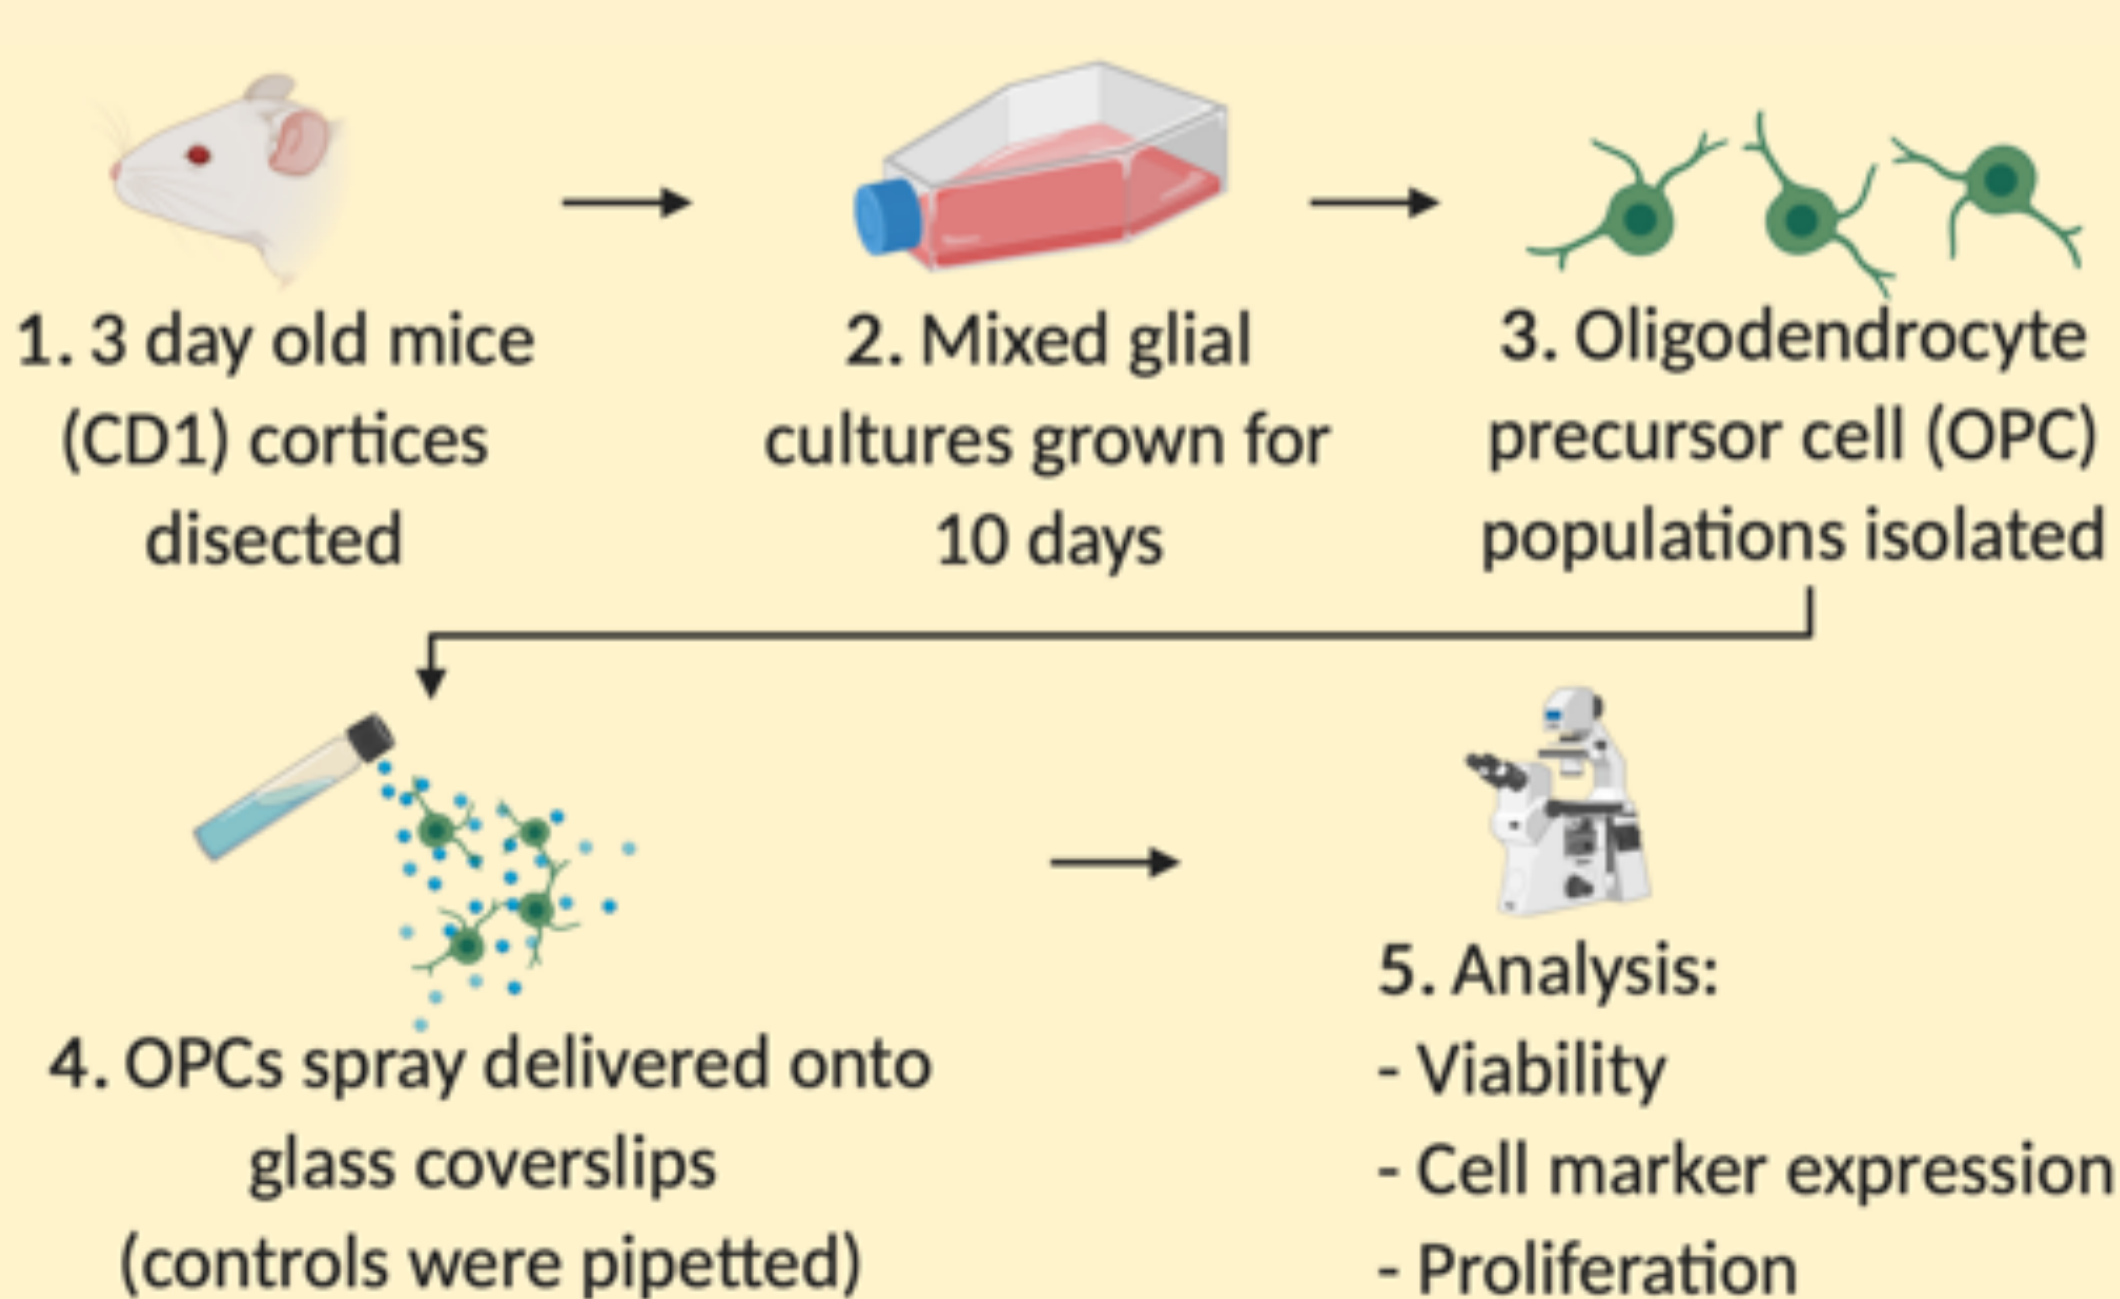 1. 3 day old mice
(CD1) cortices
disected
2. Mixed glial
cultures grown for
10 days
3. Oligodendrocyte
precursor cell (OPC)
populations isolated
4. OPCs spray delivered onto
glass coverslips
(controls were pipetted)
5. Analysis:
- Viability
- Cell marker expression
- Proliferation